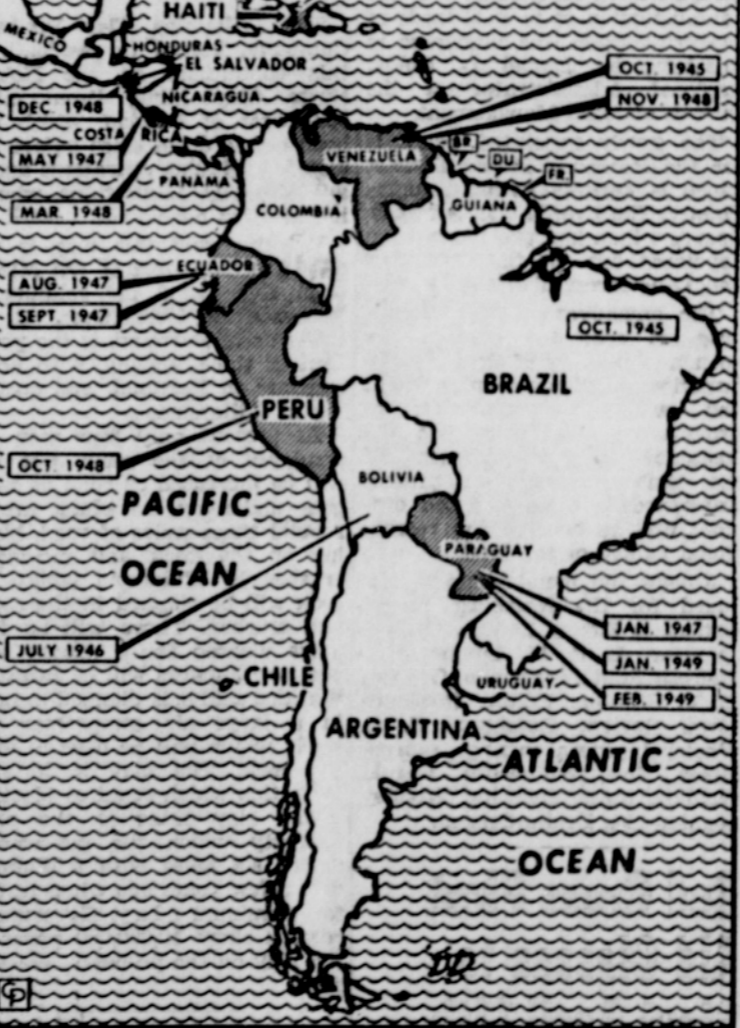 HAITI
MEXICO
HONDURAS
EL SALVADOR
NICARAGUA
OCT. 1945
NOV. 1948
DEC. 1948
COSTA RICA
MAY 1947
PANAMA
MAR. 1948
VENEZUELA
BR.
DU.
FR.
GUIANA
COLOMBIA
ECUADOR
AUG. 1947
SEPT. 1947
OCT. 1945
BRAZIL
PERU
OCT. 1948
BOLIVIA
PACIFIC
OCEAN
PARAGUAY
JULY 1946
JAN. 1947
JAN. 1949
FEB. 1949
CHILE
URUGUAY
ARGENTINA
ATLANTIC
OCEAN
CP